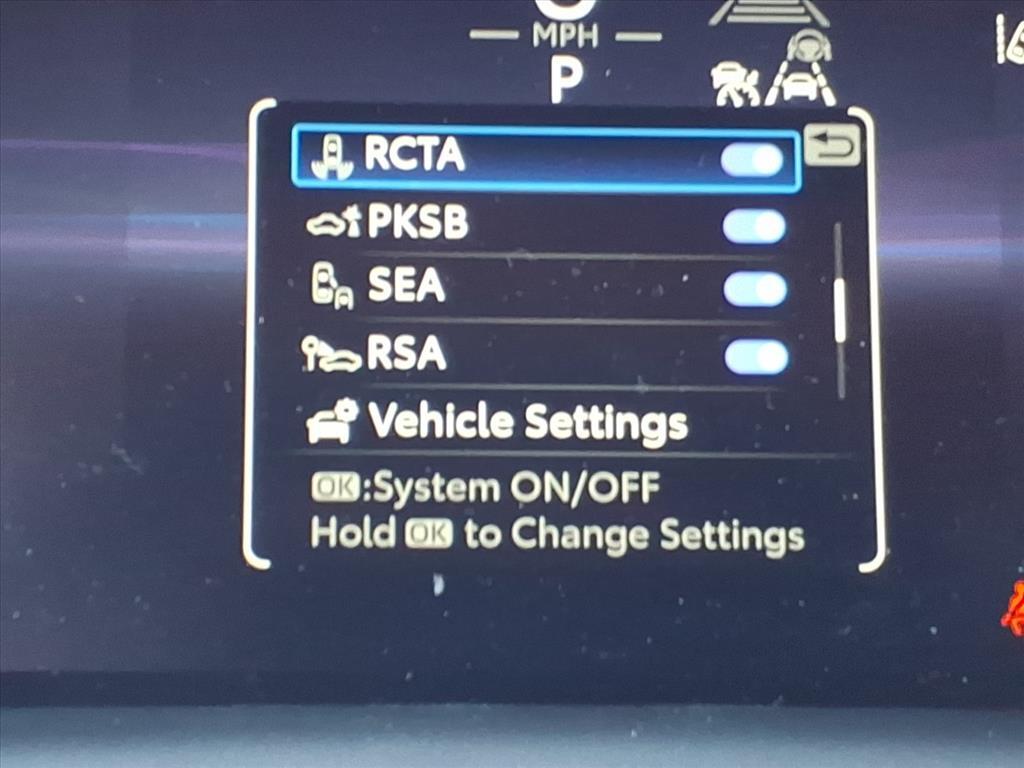 MPH
P
RCTA
PKSB
SEA
RSA
Vehicle Settings
OK:System ON/OFF
Hold OK to Change Settings